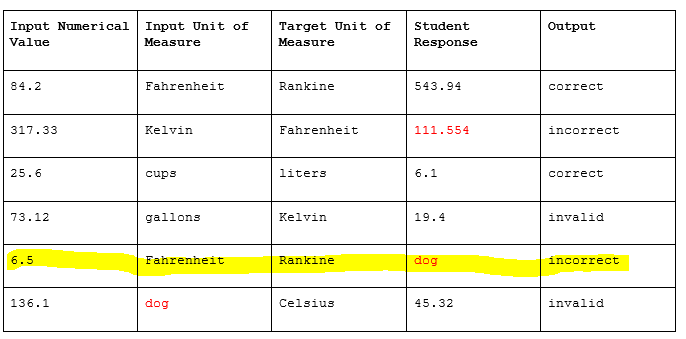 Input Numerical Value Input Unit of Measure Target Unit of Measure Student Response Output
84.2 Fahrenheit Rankine 543.94 correct
317.33 Kelvin Fahrenheit 111.554 incorrect
25.6 cups liters 6.1 correct
73.12 gallons Kelvin 19.4 invalid
6.5 Fahrenheit Rankine dog incorrect
136.1 dog Celsius 45.32 invalid